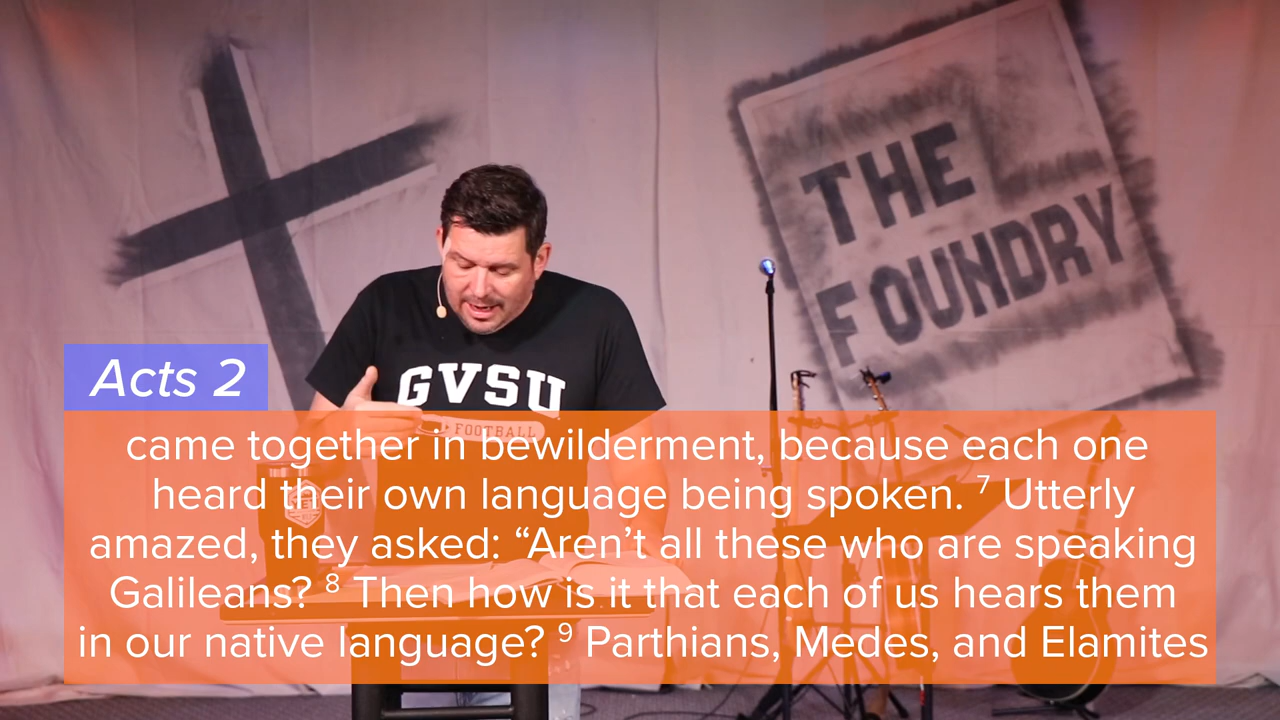 THE
FOUNDRY
GVSU
FOOTBALL
Acts 2
came together in bewilderment, because each one
heard their own language being spoken. ⁷ Utterly
amazed, they asked: “Aren’t all these who are speaking
Galileans? ⁸ Then how is it that each of us hears them
in our native language? ⁹ Parthians, Medes, and Elamites